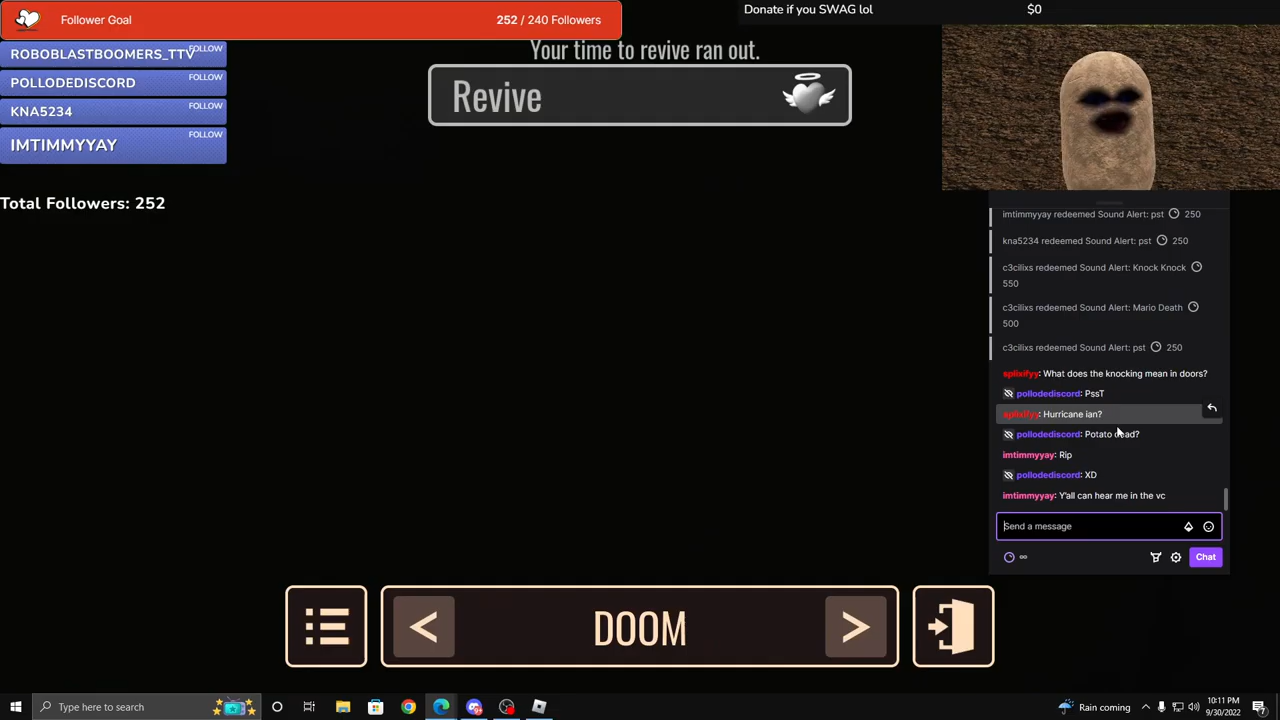 Follower Goal
252 / 240 Followers
Donate if you SWAG lol
$0
ROBOBLASTBOOMERS_TTV
FOLLOW
POLLODEDISCORD
FOLLOW
KNA5234
FOLLOW
IMTIMMYYAY
FOLLOW
Total Followers: 252
Your time to revive ran out.
Revive
imtimmyyay redeemed Sound Alert: pst 250
kna5234 redeemed Sound Alert: pst 250
c3cilixs redeemed Sound Alert: Knock Knock
550
c3cilixs redeemed Sound Alert: Mario Death
500
c3cilixs redeemed Sound Alert: pst 250
splixifyy: What does the knocking mean in doors?
pollodediscord: PssT
splixifyy: Hurricane ian?
pollodediscord: Potato dead?
imtimmyyay: Rip
pollodediscord: XD
imtimmyyay: Y'all can hear me in the vc
Send a message
Chat
< DOOM >
Type here to search
Rain coming
10:11 PM
9/30/2022
7